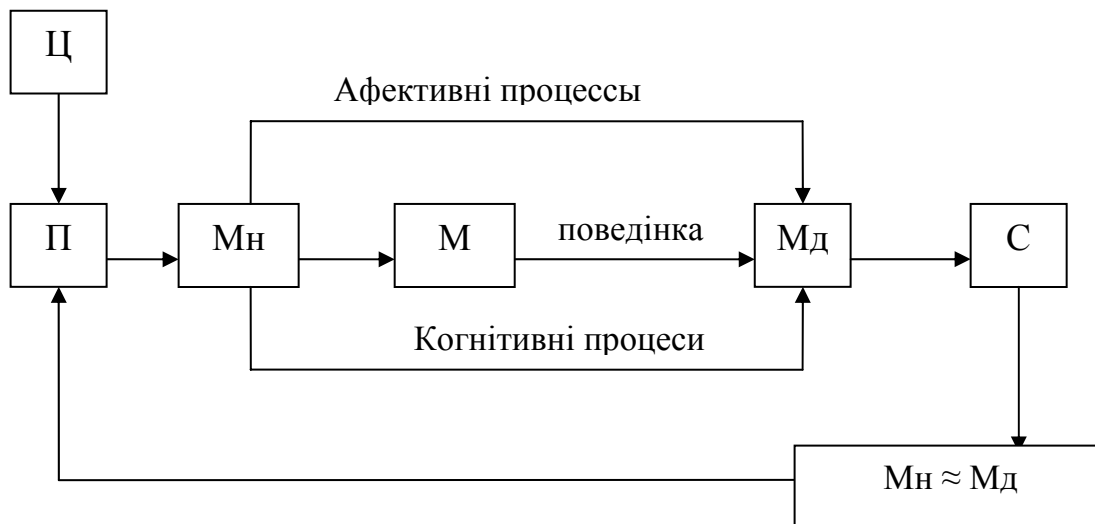 Ц
Афективні процессы
П
Мн
М
поведінка
Мд
С
Когнітивні процеси
Мн ≈ Мд